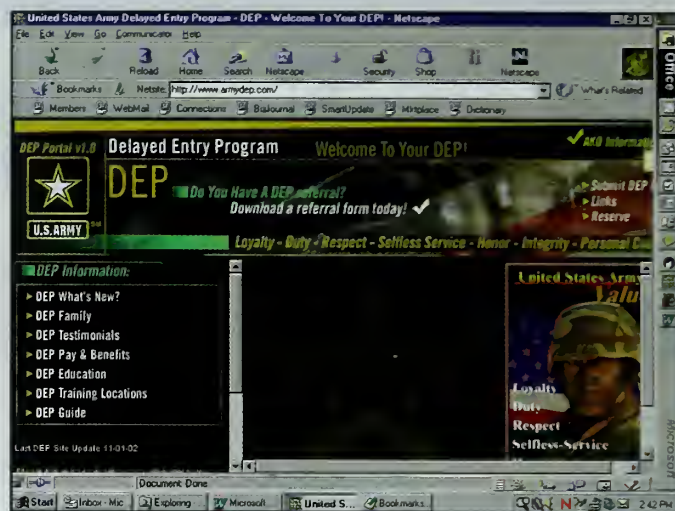 United States Army Delayed Entry Program - DEP - Welcome To Your DEP! - Netscape
File Edit View Go Communicator Help
Back Reload Home Search Netscape Security Shop Netscape
Bookmarks Netsite: http://www.armydep.com/ What's Related
Members WebMail Connections BizJournal SmartUpdate Mktplace Dictionary
DEP Portal v1.0
Delayed Entry Program Welcome To Your DEP!
AKO Informati
DEP
Do You Have A DEP referral?
Download a referral form today!
Submit DEP
Links
Reserve
U.S. ARMY
Loyalty - Duty - Respect - Selfless Service - Honor - Integrity - Personal C
DEP Information:
DEP What's New?
DEP Family
DEP Testimonials
DEP Pay & Benefits
DEP Education
DEP Training Locations
DEP Guide
Last DEP Site Update 11-01-02
United States Army
Valu
Loyalty
Duty
Respect
Selfless-Service
Document: Done
Start Inbox - Mic Exploring Microsoft United S... Bookmarks 2:42 PM
Office
Microsoft